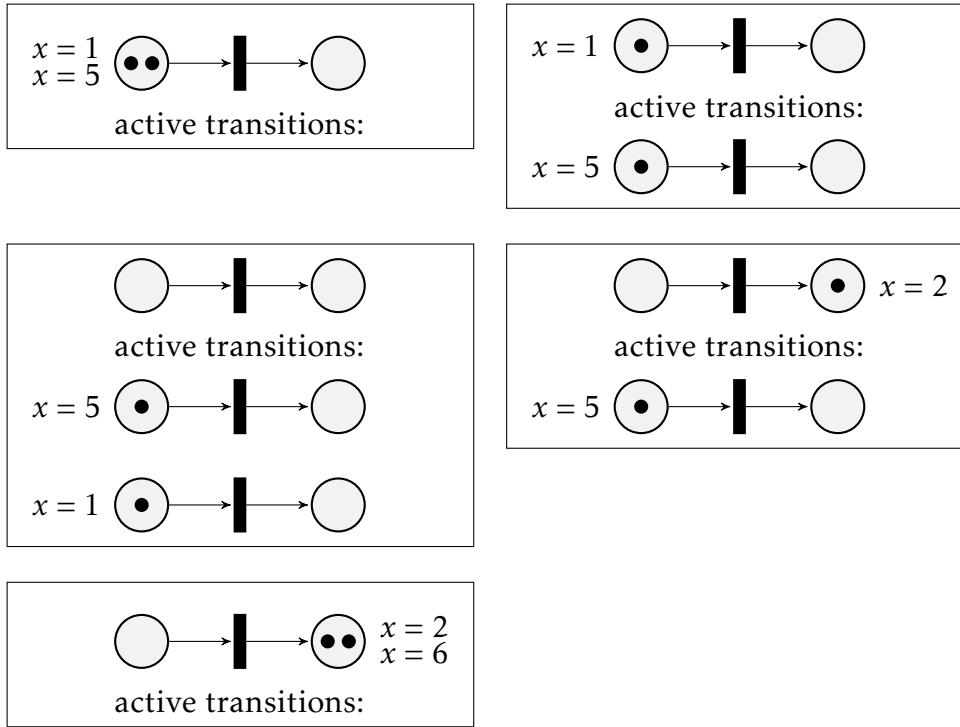 x = 1
x = 5
active transitions:
x = 1
active transitions:
x = 5
active transitions:
x = 5
x = 1
x = 2
active transitions:
x = 5
x = 2
x = 6
active transitions: